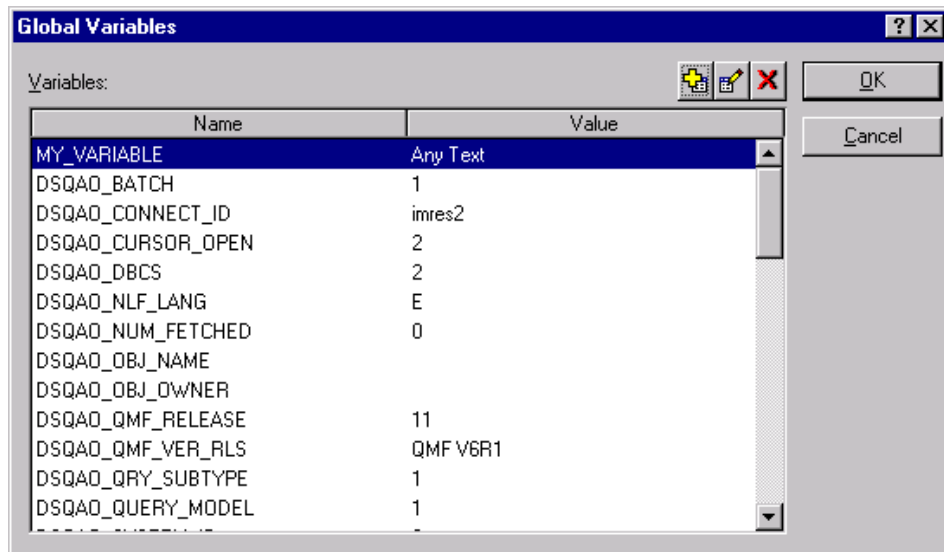 Global Variables
Variables:
OK
Cancel
Name Value
MY_VARIABLE Any Text
DSQAO_BATCH 1
DSQAO_CONNECT_ID imres2
DSQAO_CURSOR_OPEN 2
DSQAO_DBCS 2
DSQAO_NLF_LANG E
DSQAO_NUM_FETCHED 0
DSQAO_OBJ_NAME
DSQAO_OBJ_OWNER
DSQAO_QMF_RELEASE 11
DSQAO_QMF_VER_RLS QMF V6R1
DSQAO_QRY_SUBTYPE 1
DSQAO_QUERY_MODEL 1